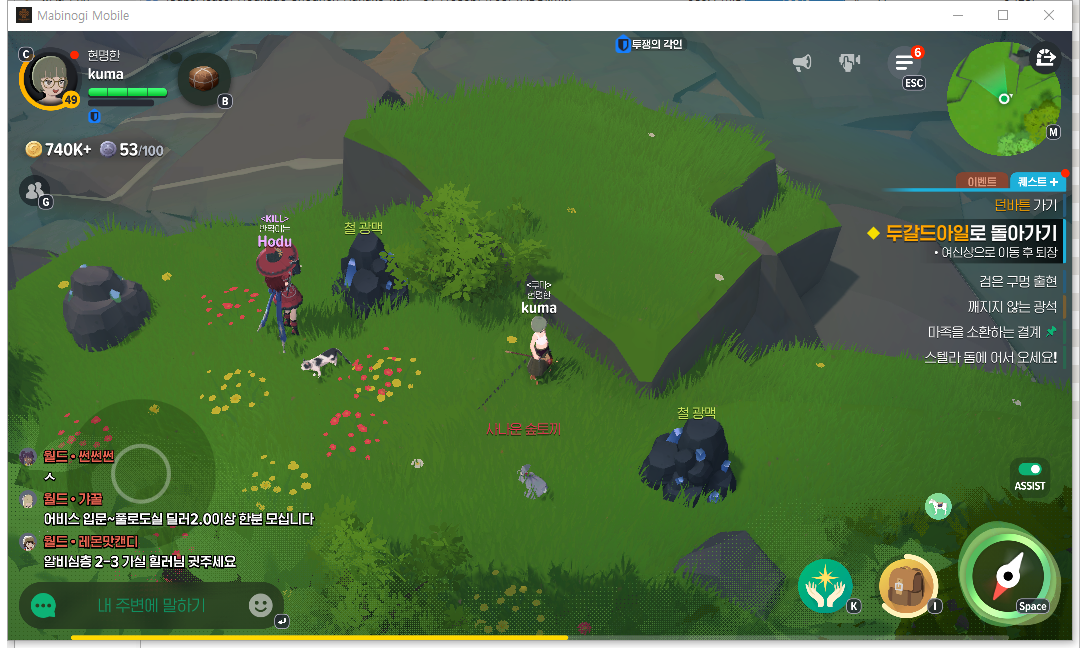 Mabinogi Mobile
C
현명한
kuma
49
B
투쟁의 각인
6
ESC
M
740K+
53/100
G
이벤트
퀘스트 +
던바튼 가기
두갈드아일로 돌아가기
• 여신상으로 이동 후 퇴장
검은 구멍 출현
깨지지 않는 광석
마족을 소환하는 결계
스텔라 돔에 어서 오세요!
<KILL>
Hodu
철 광맥
현명한
kuma
철 광맥
사나운 숲토끼
월드 • 썬썬썬
ㅅ
월드 • 가꿀
어비스 입문~풀로도실 딜러2.0이상 한분 모십니다
월드 • 레몬맛캔디
알비심층 2-3 기실 힐러님 귓주세요
내 주변에 말하기
ASSIST
K
I
Space